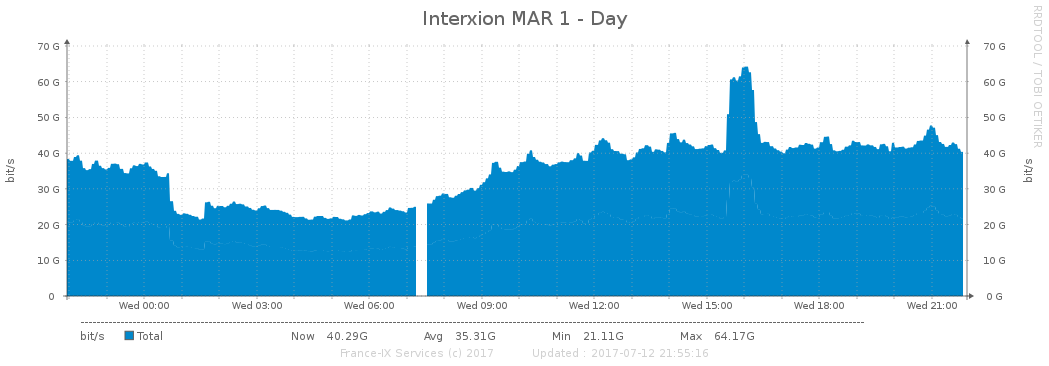 Interxion MAR 1 - Day
RRDTOOL / TOBI OETIKER
bit/s
bit/s
70 G 70 G
60 G 60 G
50 G 50 G
40 G 40 G
30 G 30 G
20 G 20 G
10 G 10 G
0 0 G
Wed 00:00 Wed 03:00 Wed 06:00 Wed 09:00 Wed 12:00 Wed 15:00 Wed 18:00 Wed 21:00
bit/s Total Now 40.29G Avg 35.31G Min 21.11G Max 64.17G
France-IX Services (c) 2017 Updated : 2017-07-12 21:55:16